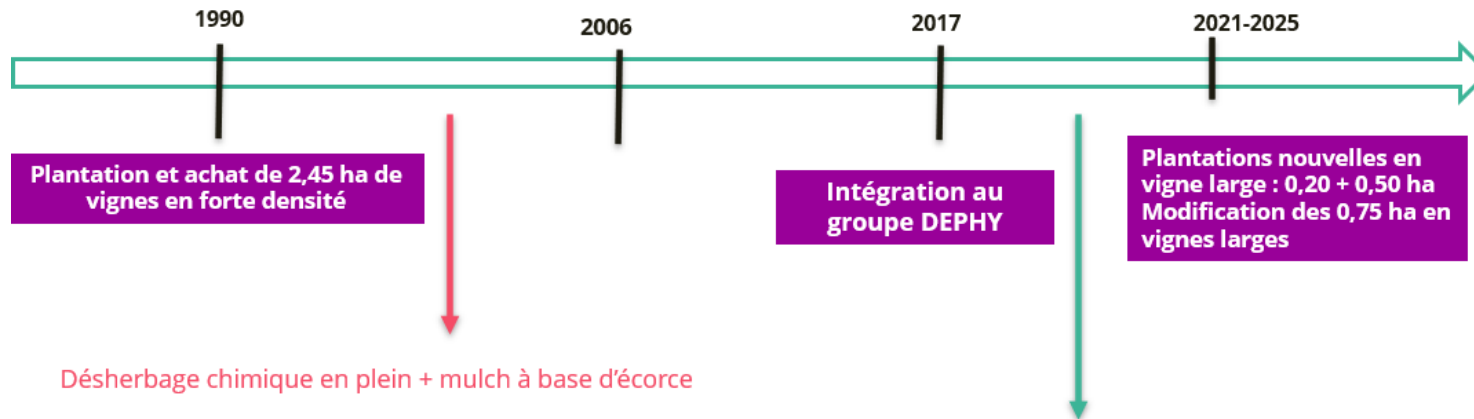 1990
2006
2017
2021-2025
Plantation et achat de 2,45 ha de
vignes en forte densité
Intégration au
groupe DEPHY
Plantations nouvelles en
vigne large : 0,20 + 0,50 ha
Modification des 0,75 ha en
vignes larges
Désherbage chimique en plein + mulch à base d’écorce